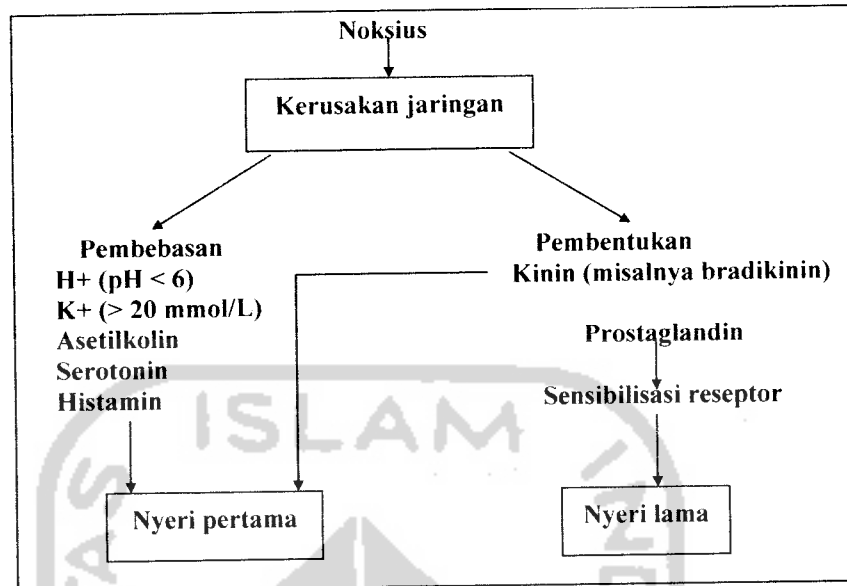 Noksius
Kerusakan jaringan
Pembebasan
H+ (pH < 6)
K+ (> 20 mmol/L)
Asetilkolin
Serotonin
Histamin
Pembentukan
Kinin (misalnya bradikinin)
Prostaglandin
Sensibilisasi reseptor
Nyeri pertama
Nyeri lama
ISLAM